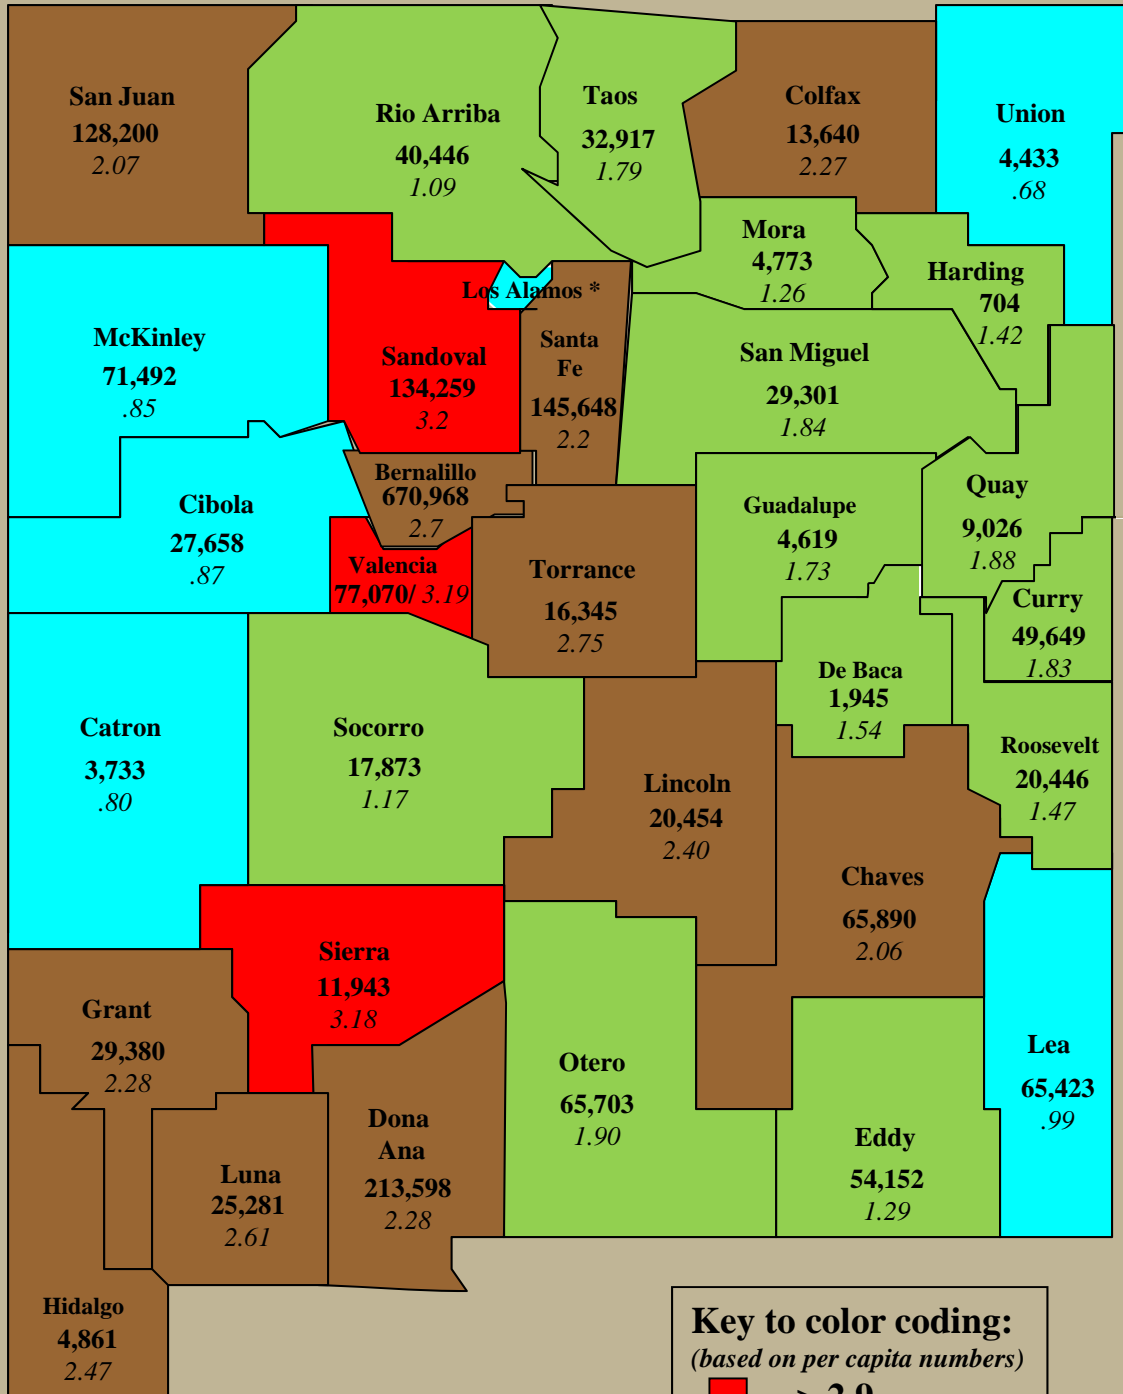 San Juan
128,200
2.07
Rio Arriba
40,446
1.09
Taos
32,917
1.79
Colfax
13,640
2.27
Union
4,433
.68
Mora
4,773
1.26
Harding
704
1.42
Los Alamos *
McKinley
71,492
.85
Sandoval
134,259
3.2
Santa
Fe
145,648
2.2
San Miguel
29,301
1.84
Bernalillo
670,968
2.7
Cibola
27,658
.87
Valencia
77,070/ 3.19
Torrance
16,345
2.75
Guadalupe
4,619
1.73
Quay
9,026
1.88
Curry
49,649
1.83
De Baca
1,945
1.54
Roosevelt
20,446
1.47
Catron
3,733
.80
Socorro
17,873
1.17
Lincoln
20,454
2.40
Chaves
65,890
2.06
Sierra
11,943
3.18
Grant
29,380
2.28
Otero
65,703
1.90
Lea
65,423
.99
Dona
Ana
213,598
2.28
Luna
25,281
2.61
Eddy
54,152
1.29
Hidalgo
4,861
2.47
Key to color coding:
(based on per capita numbers)
> 2.9